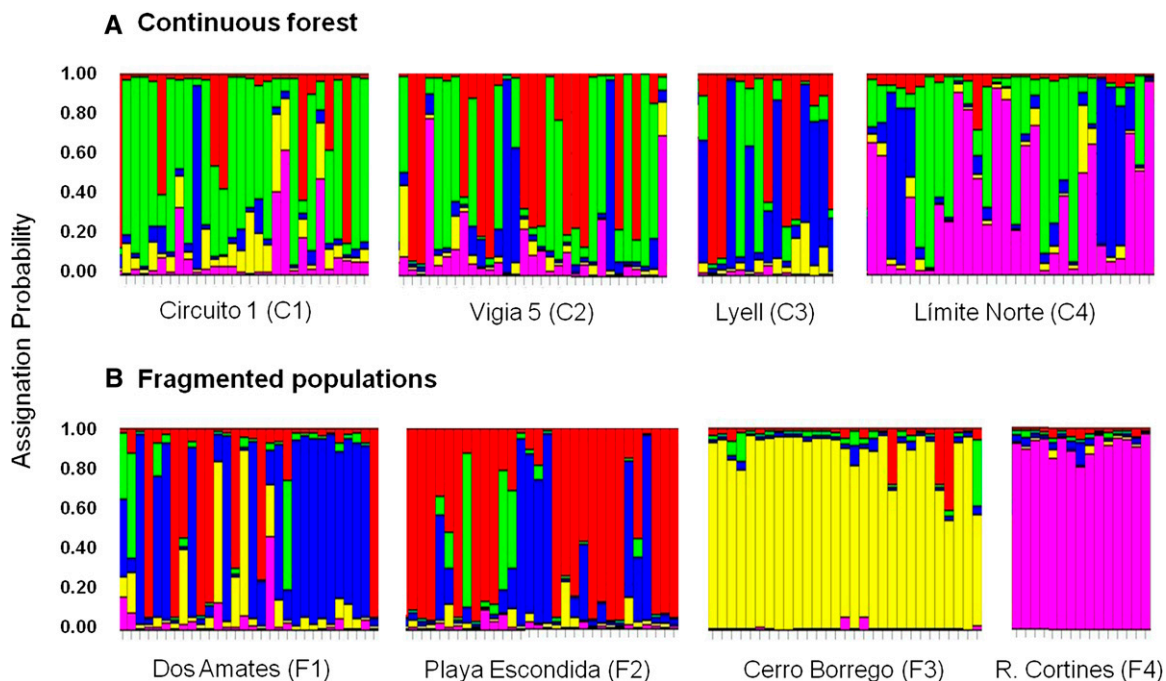 A Continuous forest
1.00
0.80
0.60
0.40
0.20
0.00
Circuito 1 (C1)
Vigia 5 (C2)
Lyell (C3)
Límite Norte (C4)
Assignation Probability
B Fragmented populations
1.00
0.80
0.60
0.40
0.20
0.00
Dos Amates (F1)
Playa Escondida (F2)
Cerro Borrego (F3)
R. Cortines (F4)